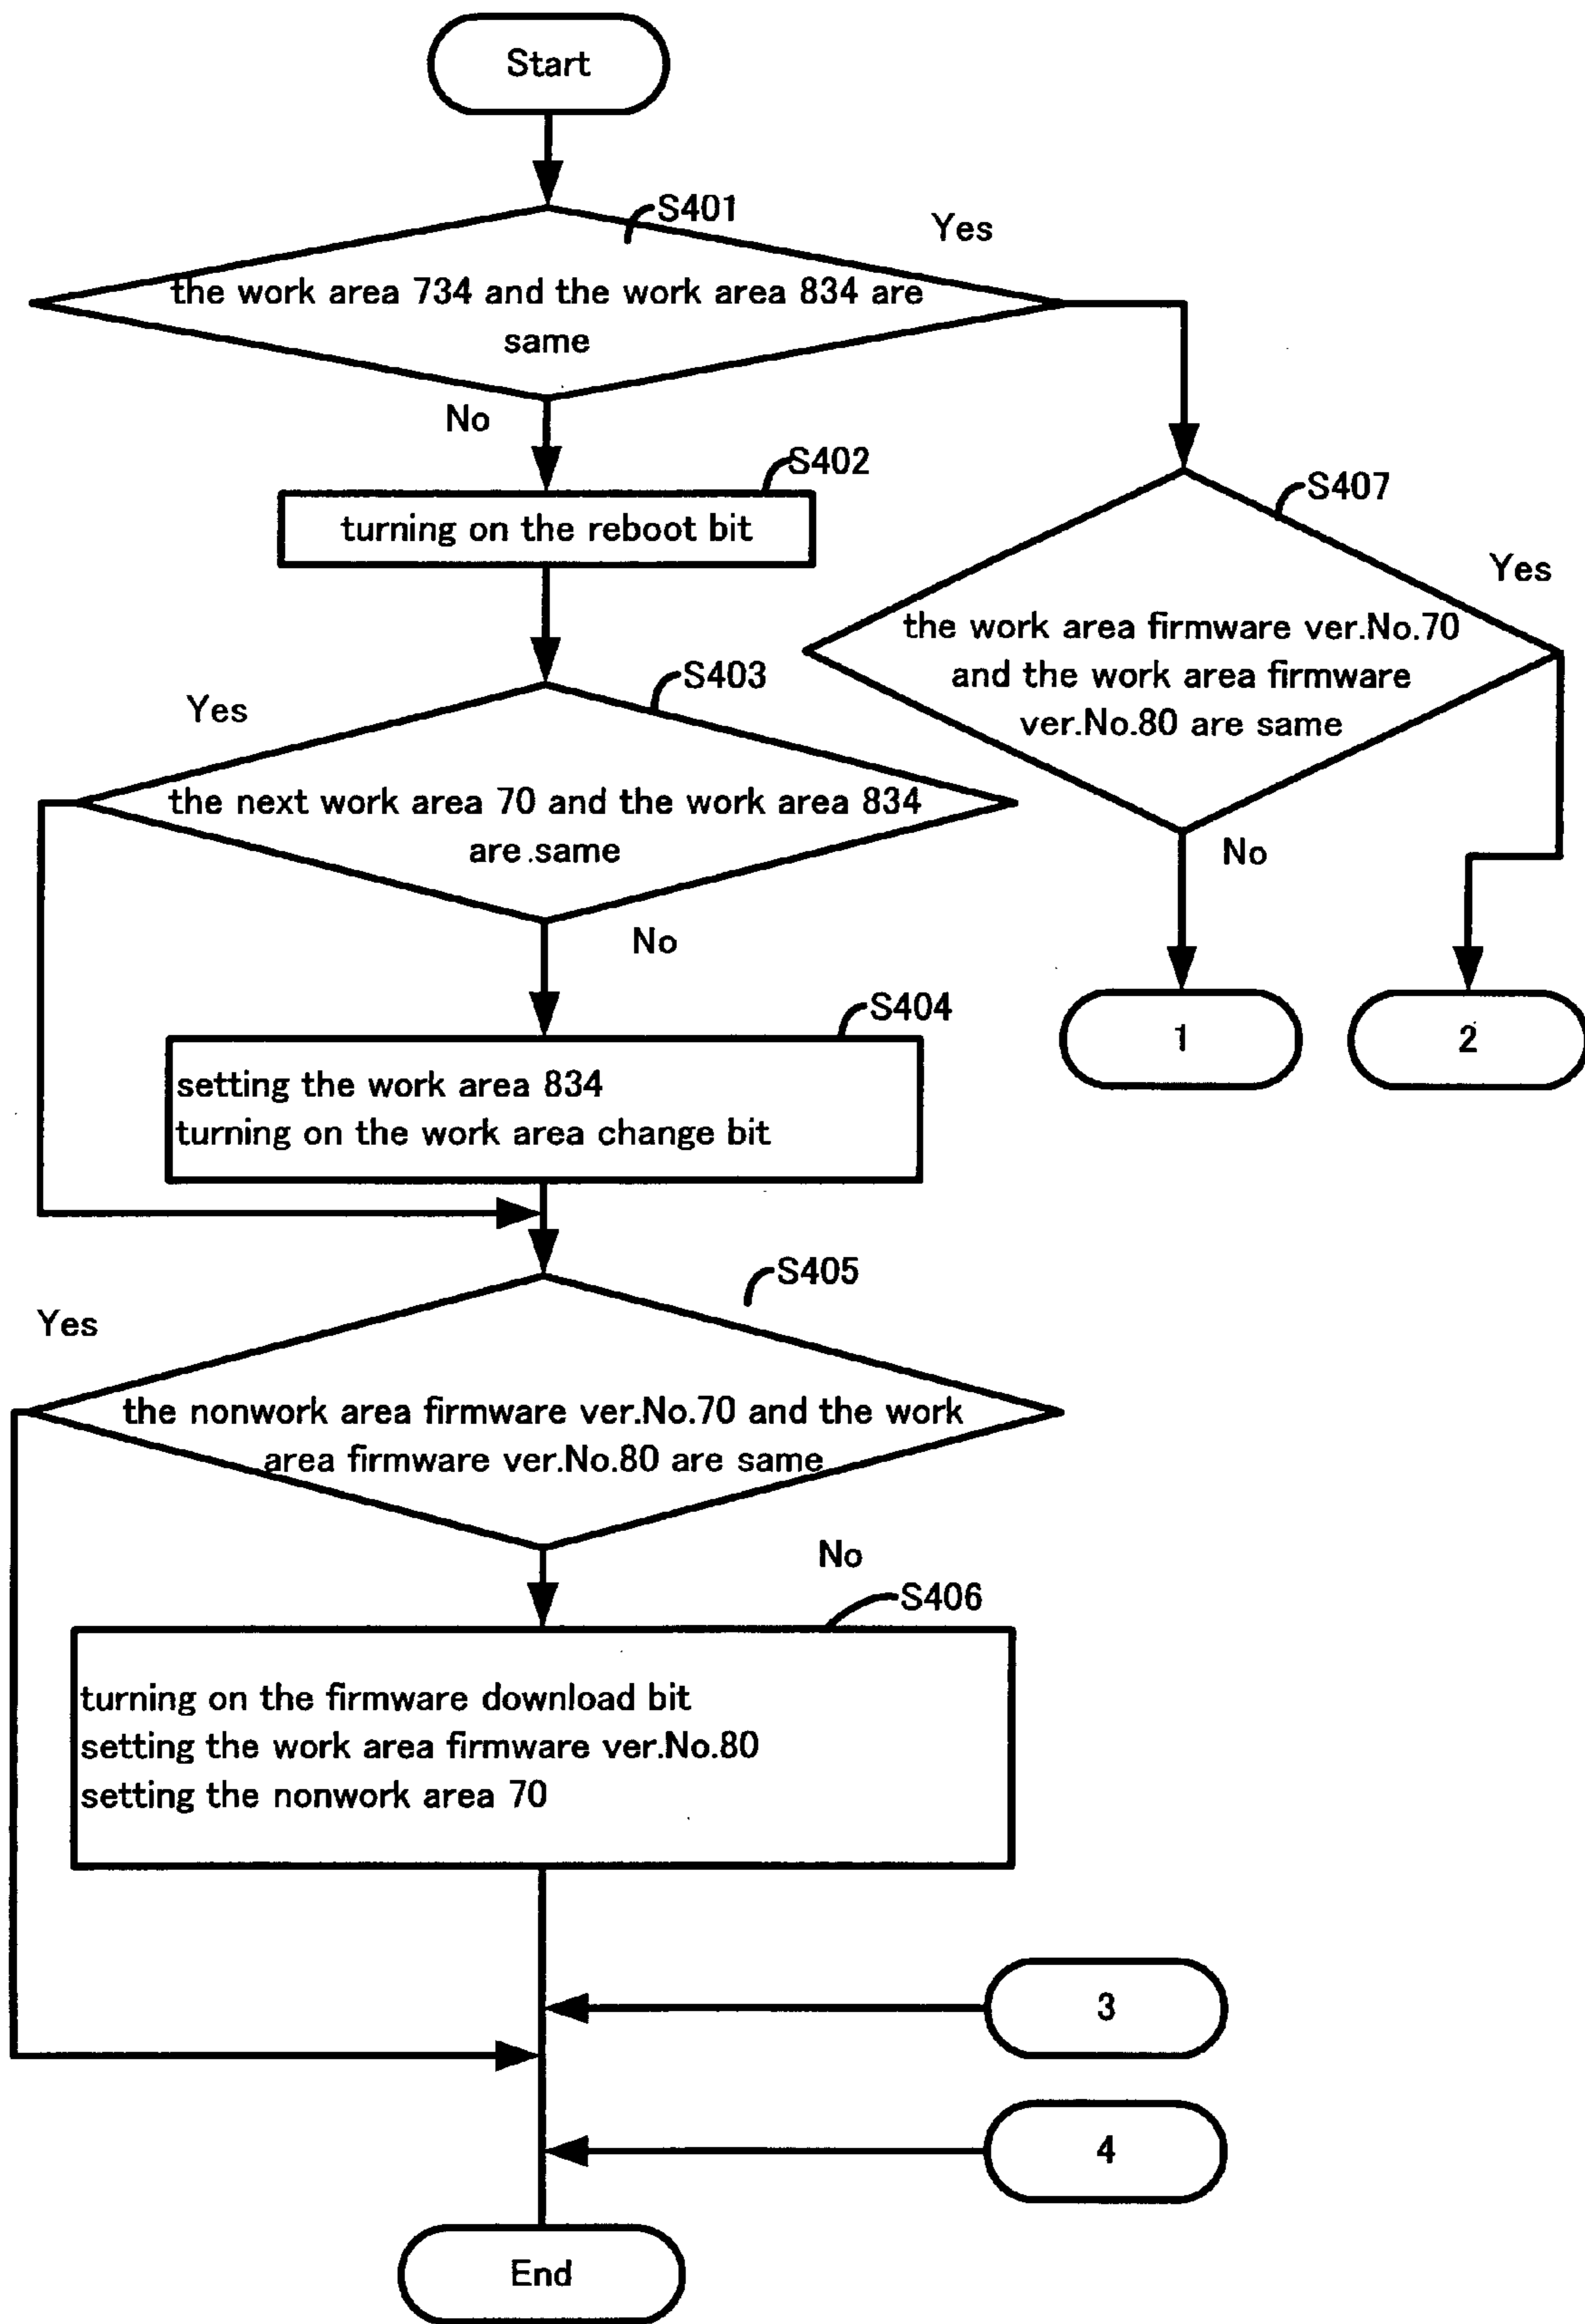 Start
S401
Yes
the work area 734 and the work area 834 are
same
No
S402
turning on the reboot bit
S407
Yes
the work area firmware ver.No.70
and the work area firmware
ver.No.80 are same
No
1
2
S403
Yes
the next work area 70 and the work area 834
are .same
No
S404
setting the work area 834
turning on the work area change bit
S405
Yes
the nonwork area firmware ver.No.70 and the work
area firmware ver.No.80 are same
No
S406
turning on the firmware download bit
setting the work area firmware ver.No.80
setting the nonwork area 70
3
4
End